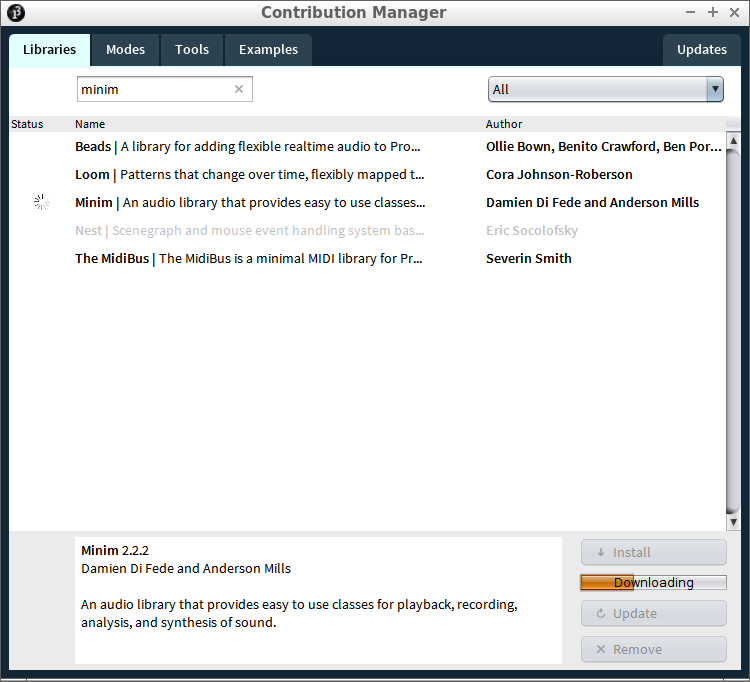 Contribution Manager
Libraries Modes Tools Examples Updates
minim All
Status Name Author
Beads | A library for adding flexible realtime audio to Pro... Ollie Bown, Benito Crawford, Ben Por...
Loom | Patterns that change over time, flexibly mapped t... Cora Johnson-Roberson
Minim | An audio library that provides easy to use classes... Damien Di Fede and Anderson Mills
Nest | Scenegraph and mouse event handling system bas... Eric Socolofsky
The MidiBus | The MidiBus is a minimal MIDI library for Pr... Severin Smith
Minim 2.2.2
Damien Di Fede and Anderson Mills
An audio library that provides easy to use classes for playback, recording,
analysis, and synthesis of sound.
Install
Downloading
Update
Remove